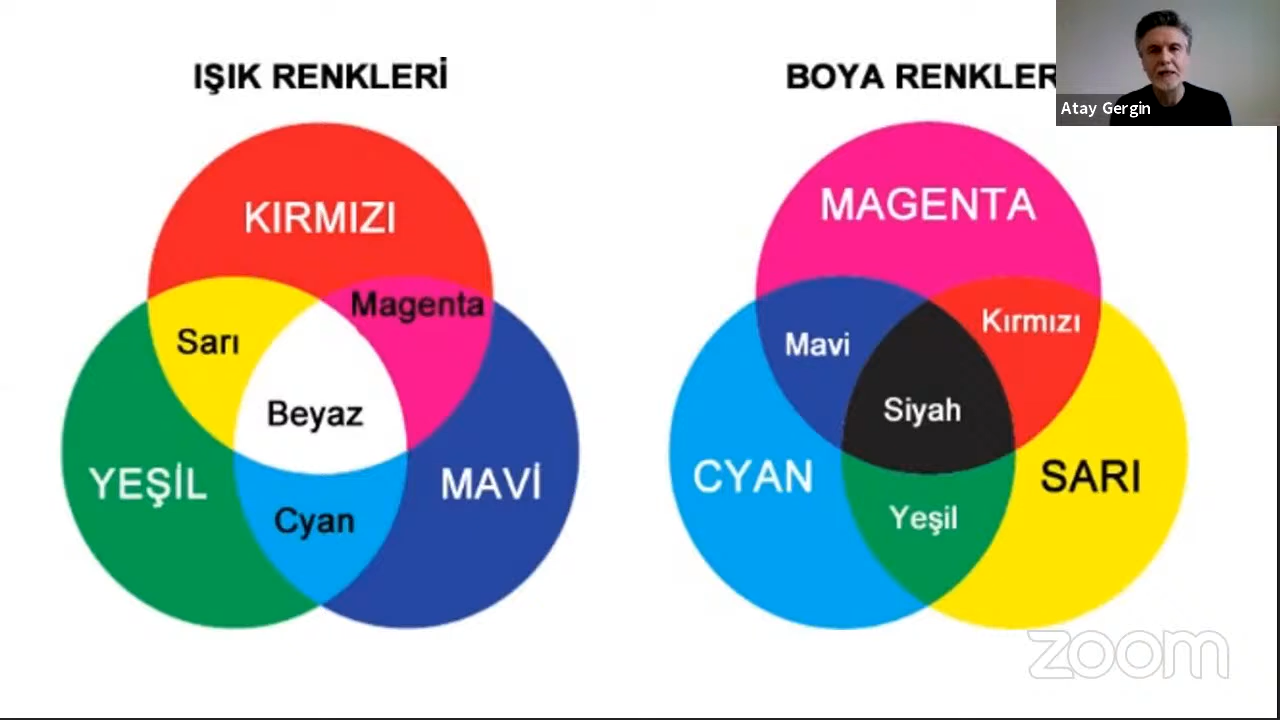 IŞIK RENKLERİ
KIRMIZI
Sarı
Magenta
Beyaz
YEŞİL
MAVİ
Cyan
BOYA RENKLER
MAGENTA
Mavi
Kırmızı
Siyah
CYAN
SARI
Yeşil
Atay Gergin
zoom